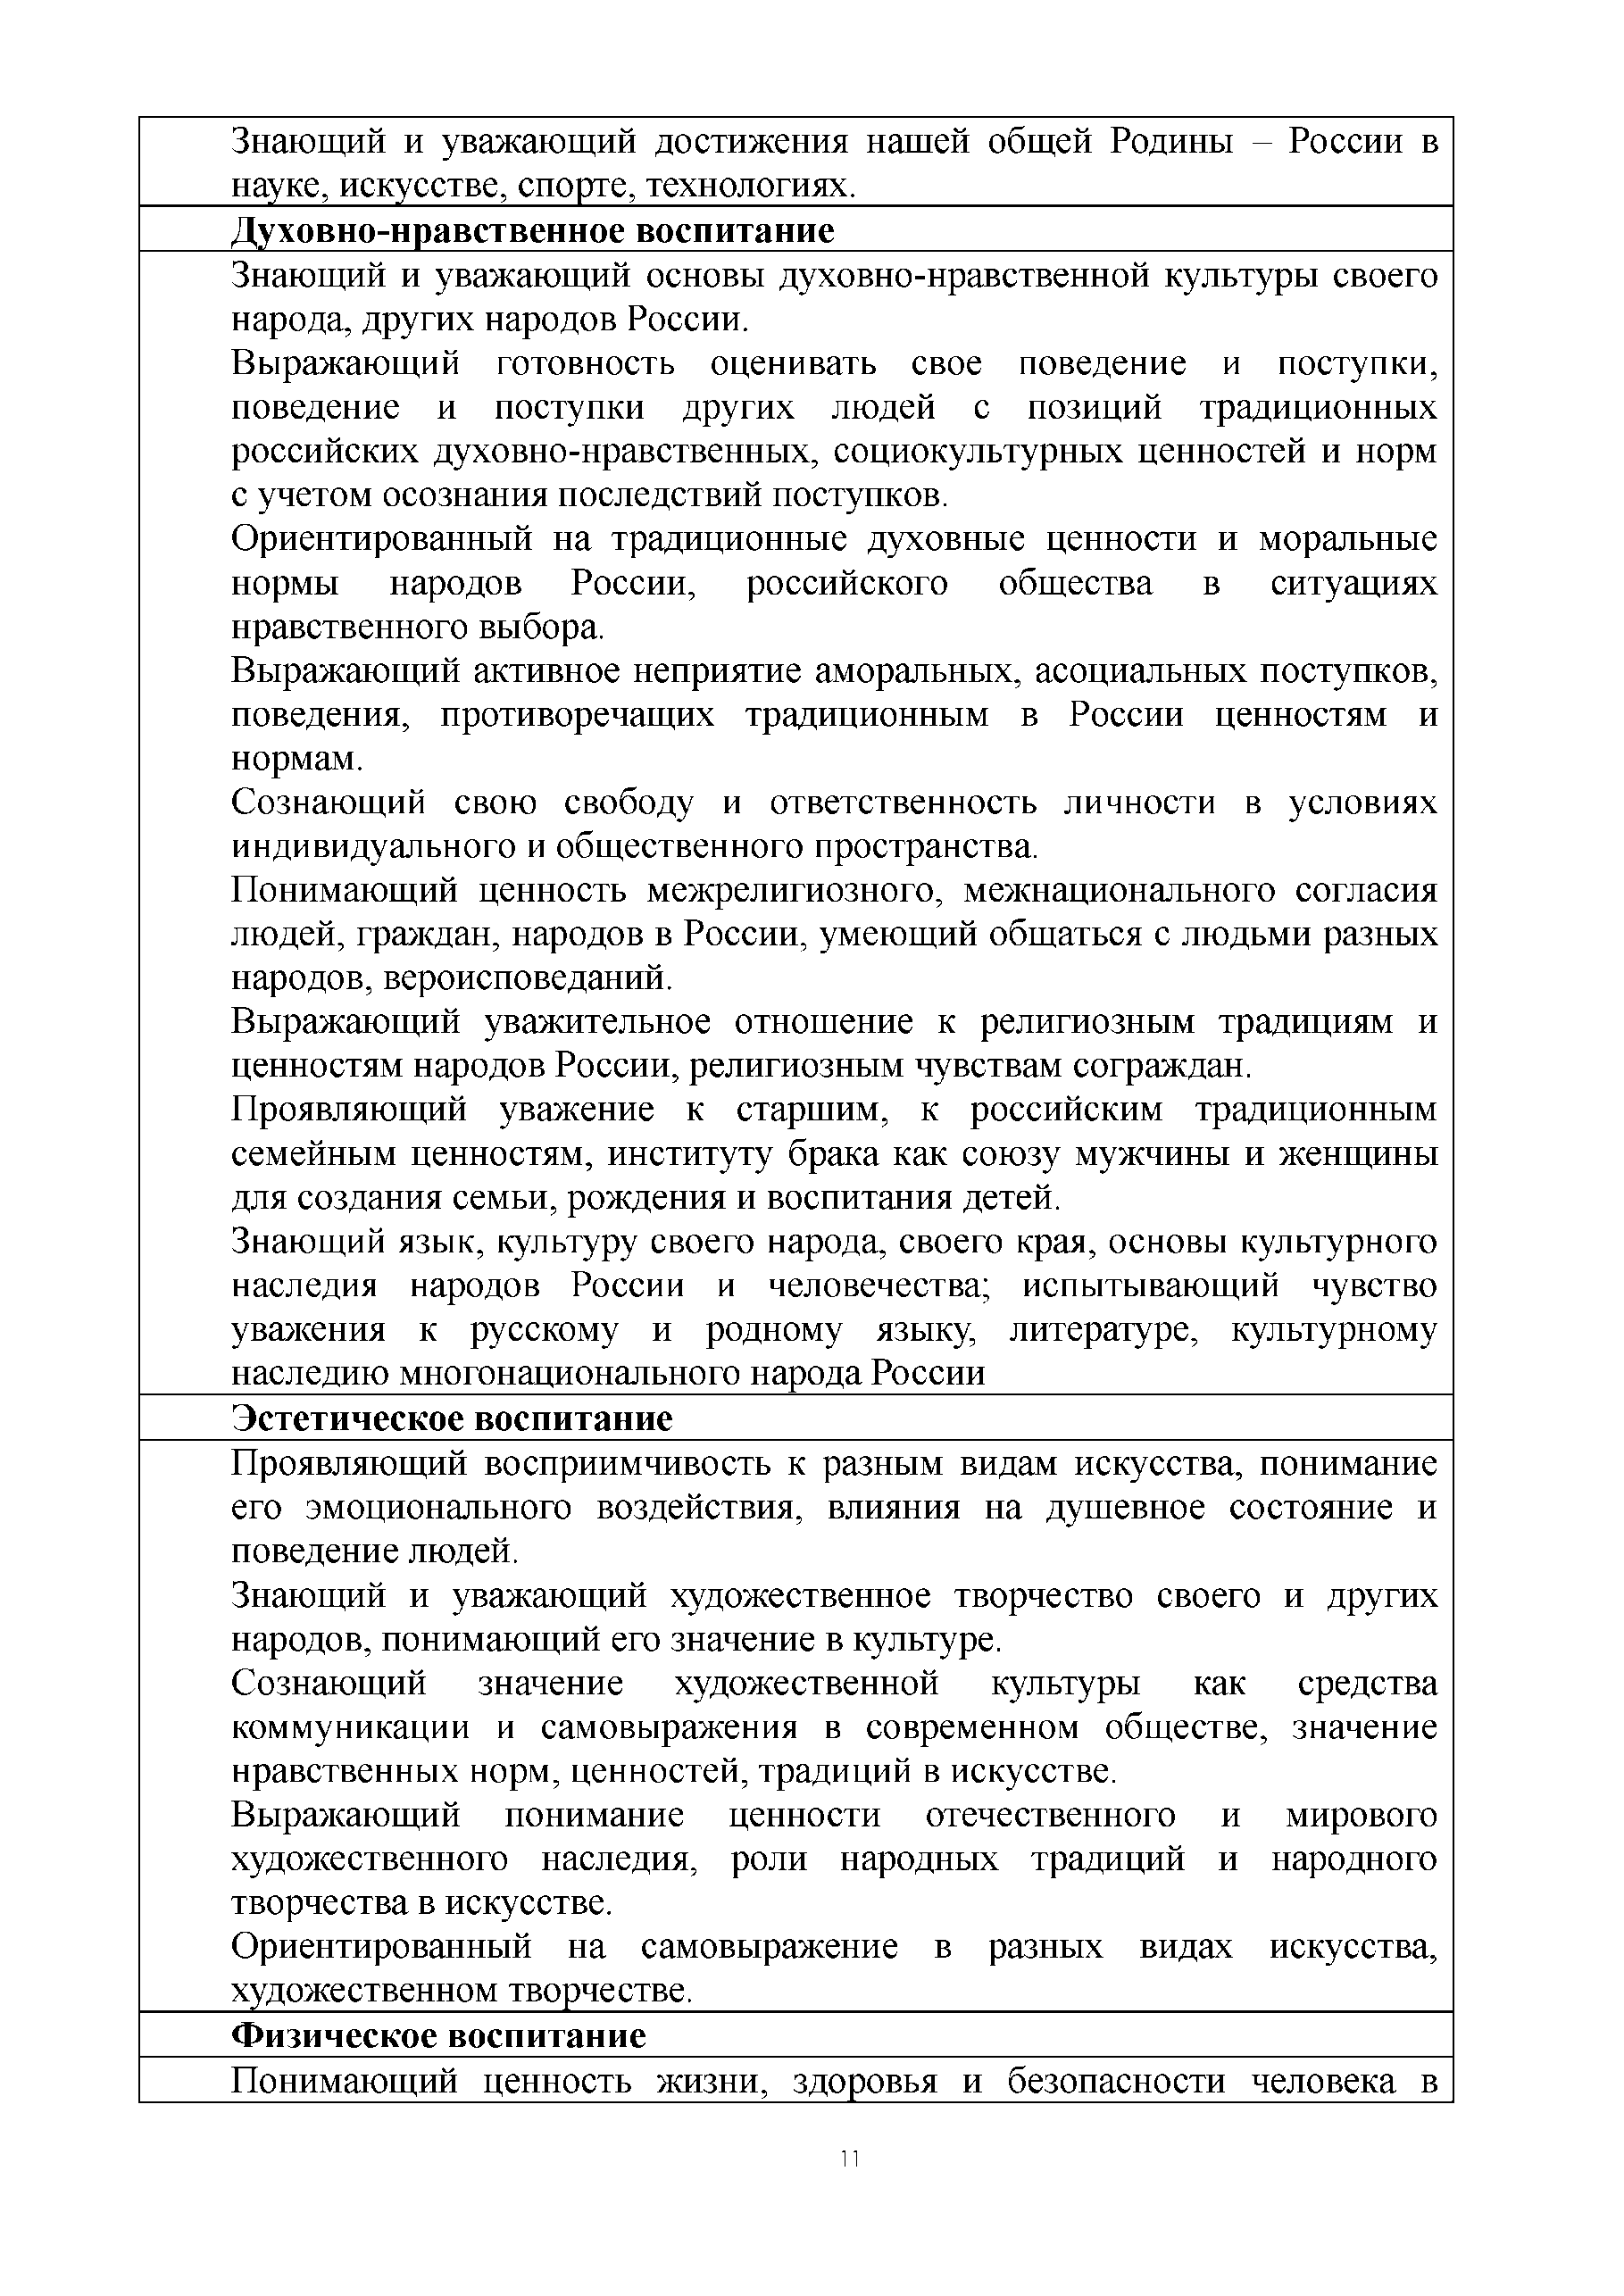 Знающий и уважающий достижения нашей общей Родины – России в
науке, искусстве, спорте, технологиях.
Духовно-нравственное воспитание
Знающий и уважающий основы духовно-нравственной культуры своего
народа, других народов России.
Выражающий готовность оценивать свое поведение и поступки,
поведение и поступки других людей с позиций традиционных
российских духовно-нравственных, социокультурных ценностей и норм
с учетом осознания последствий поступков.
Ориентированный на традиционные духовные ценности и моральные
нормы народов России, российского общества в ситуациях
нравственного выбора.
Выражающий активное неприятие аморальных, асоциальных поступков,
поведения, противоречащих традиционным в России ценностям и
нормам.
Сознающий свою свободу и ответственность личности в условиях
индивидуального и общественного пространства.
Понимающий ценность межрелигиозного, межнационального согласия
людей, граждан, народов в России, умеющий общаться с людьми разных
народов, вероисповеданий.
Выражающий уважительное отношение к религиозным традициям и
ценностям народов России, религиозным чувствам сограждан.
Проявляющий уважение к старшим, к российским традиционным
семейным ценностям, институту брака как союзу мужчины и женщины
для создания семьи, рождения и воспитания детей.
Знающий язык, культуру своего народа, своего края, основы культурного
наследия народов России и человечества; испытывающий чувство
уважения к русскому и родному языку, литературе, культурному
наследию многонационального народа России
Эстетическое воспитание
Проявляющий восприимчивость к разным видам искусства, понимание
его эмоционального воздействия, влияния на душевное состояние и
поведение людей.
Знающий и уважающий художественное творчество своего и других
народов, понимающий его значение в культуре.
Сознающий значение художественной культуры как средства
коммуникации и самовыражения в современном обществе, значение
нравственных норм, ценностей, традиций в искусстве.
Выражающий понимание ценности отечественного и мирового
художественного наследия, роли народных традиций и народного
творчества в искусстве.
Ориентированный на самовыражение в разных видах искусства,
художественном творчестве.
Физическое воспитание
Понимающий ценность жизни, здоровья и безопасности человека в
11